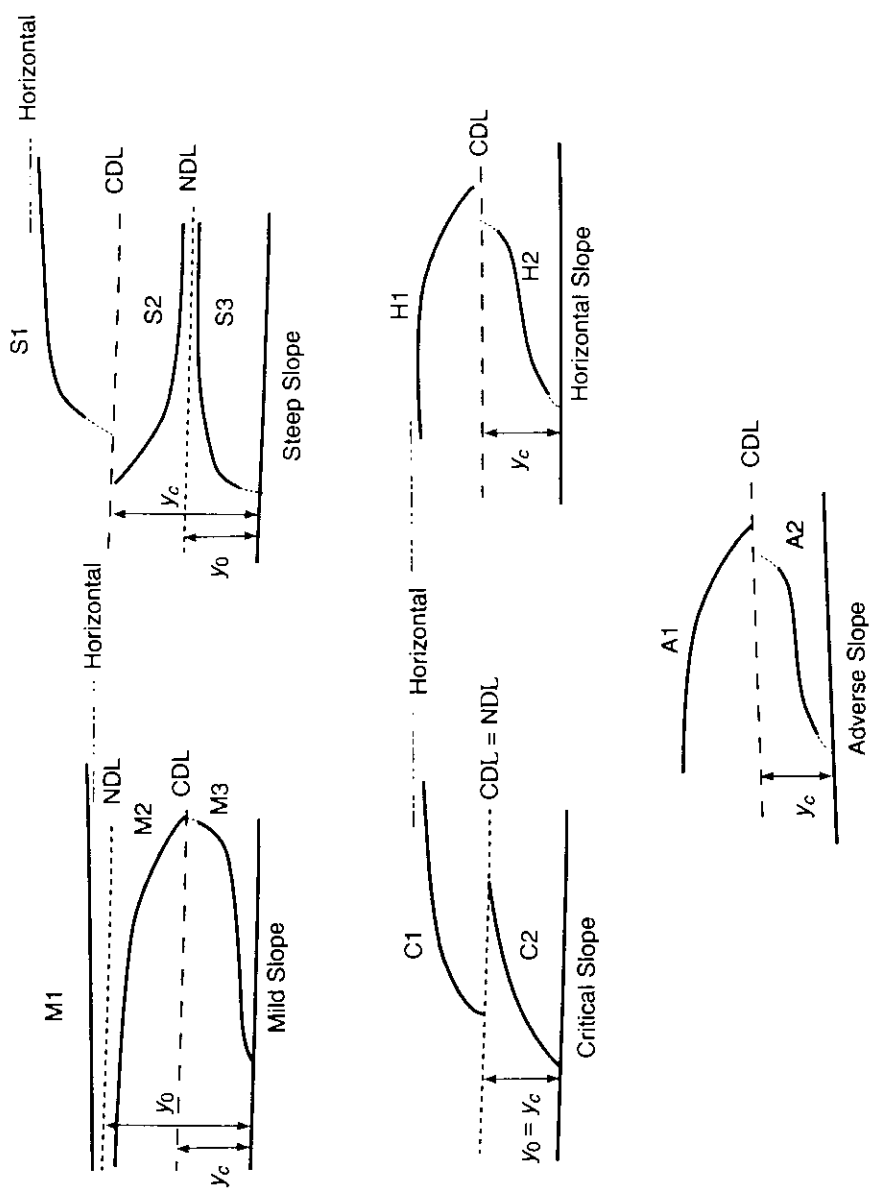 M1
Horizontal
NDL
M2
CDL
M3
y0
yc
Mild Slope
S1
Horizontal
CDL
S2
NDL
S3
yc
y0
Steep Slope
C1
Horizontal
CDL = NDL
C2
y0 = yc
Critical Slope
H1
CDL
H2
yc
Horizontal Slope
A1
CDL
A2
yc
Adverse Slope